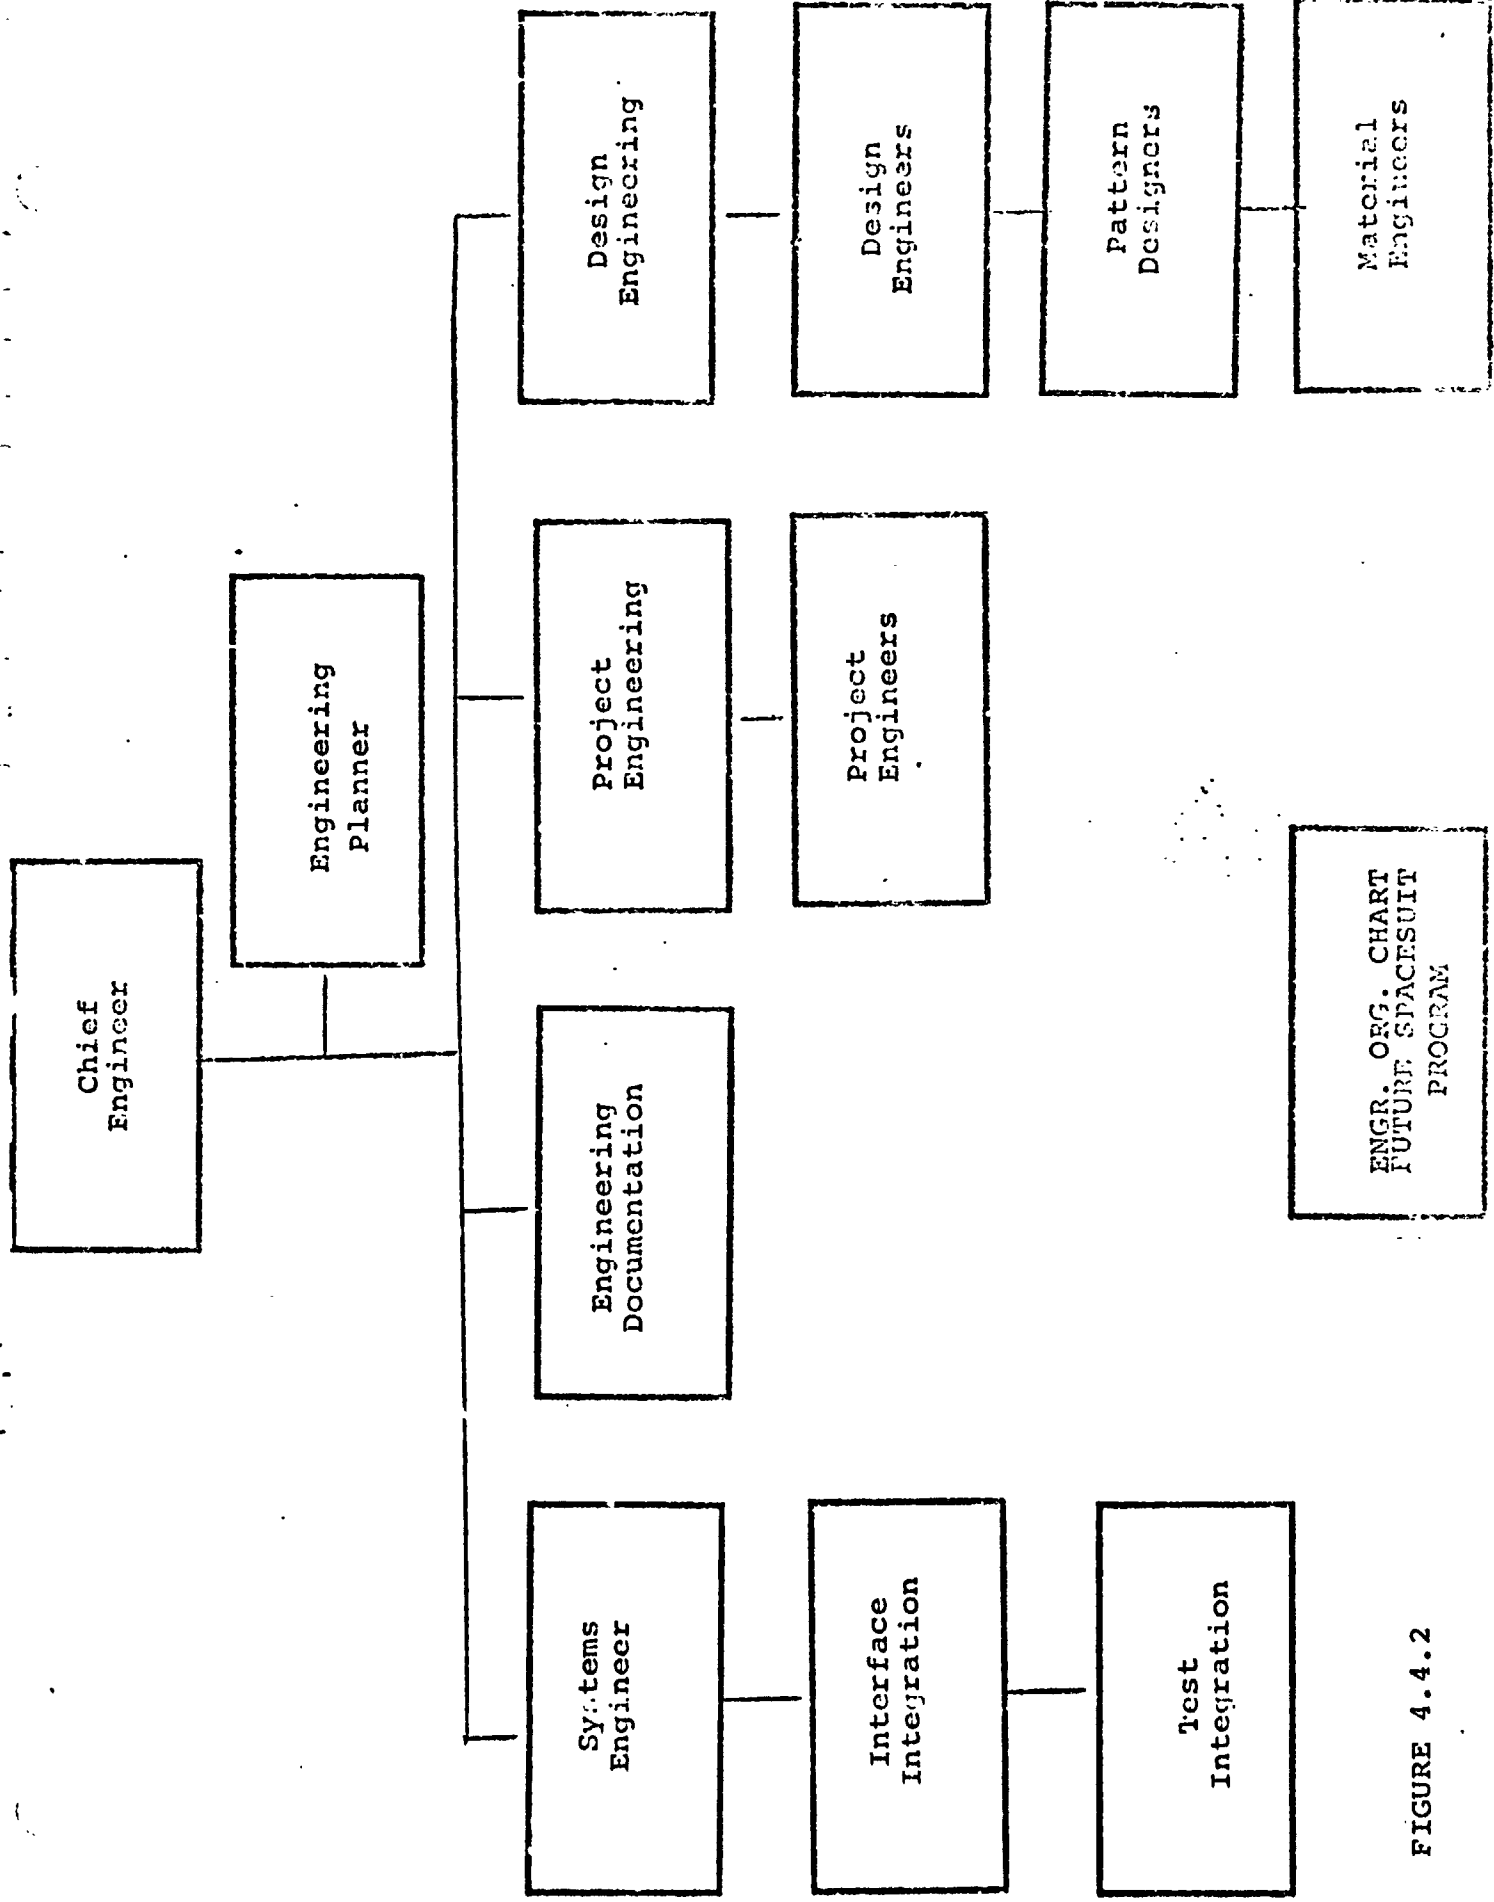 Chief
Engineer
Engineering
Planner
Systems
Engineer
Engineering
Documentation
Project
Engineering
Design
Engineering
Interface
Integration
Project
Engineers
Design
Engineers
Test
Integration
Pattern
Designers
Material
Engineers
FIGURE 4.4.2
ENGR. ORG. CHART
FUTURE SPACESUIT
PROGRAM